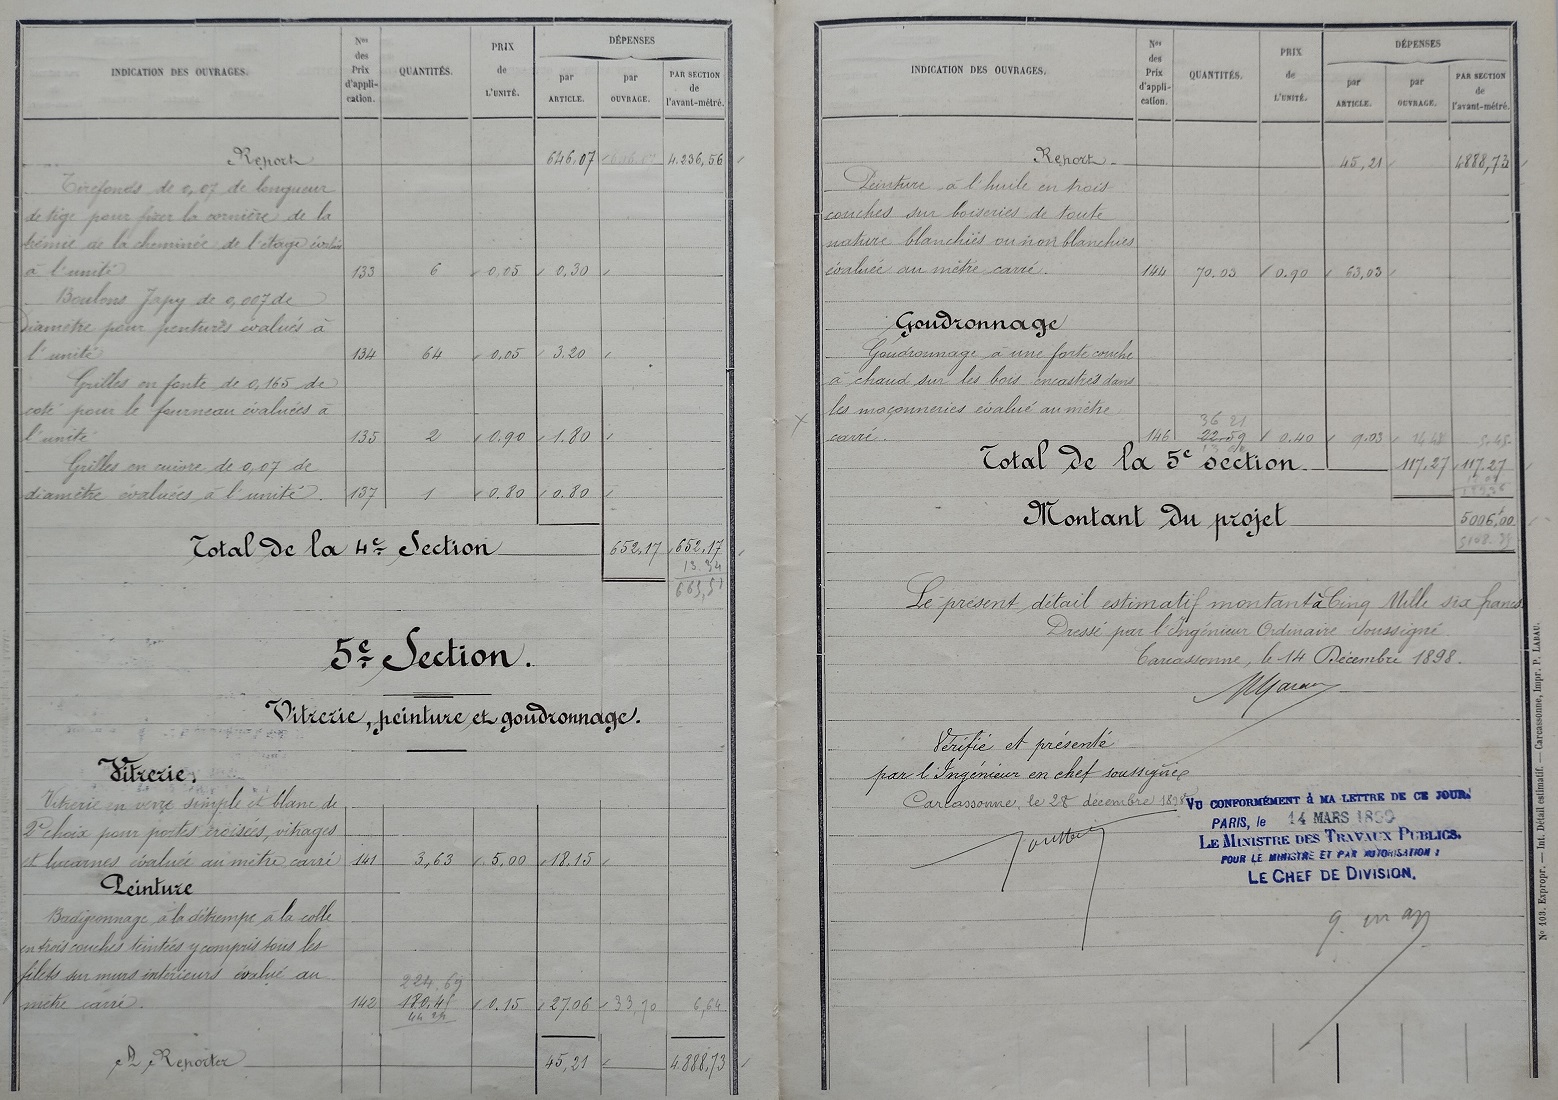 INDICATION DES OUVRAGES. Nos des Prix d'appli-cation. QUANTITÉS. PRIX de L'UNITÉ. DÉPENSES par ARTICLE. par OUVRAGE. PAR SECTION de l'avant-métré.
Report 646,07 4.236,56
Tirefonds de 0,07 de longueur
de tige pour fixer la cornière de la
trémie de la cheminée de l'étage évalués
à l'unité 133 6 0,05 0,30
Boulons Japy de 0,007 de
diamètre pour pentures évalués à
l'unité 134 64 0,05 3.20
Grilles en fonte de 0,165 de
coté pour le fourneau évaluées à
l'unité 135 2 0,90 1.80
Grilles en cuivre de 0,07 de
diamètre évaluées à l'unité. 137 1 0.80 0.80
Total de la 4e Section 652,17 652,17
13.34
665,51
5e Section.
Vitrerie, peinture et goudronnage.
Vitrerie.
Vitrerie en verre simple et blanc de
2e choix pour portes croisées, vitrages
et lucarnes évaluée au mètre carré 141 3,63 5,00 18.15
Peinture
Badigeonnage à la détrempe à la colle
en trois couches teintées y compris tous les
filets sur murs intérieurs évalué au
224.69
mètre carré. 142 180,45 0.15 27.06 33,70 6,64
A Reporter 45,21 4.888,73
INDICATION DES OUVRAGES. Nos des Prix d'appli-cation. QUANTITÉS. PRIX de L'UNITÉ. DÉPENSES par ARTICLE. par OUVRAGE. PAR SECTION de l'avant-métré.
Report 45,21 4888,73
Peinture à l'huile en trois
couches sur boiseries de toute
nature blanchies ou non blanchies
évaluée au mètre carré. 144 70.03 0.90 63,03
Goudronnage
Goudronnage à une forte couche
à chaud sur les bois encastrés dans
les maçonneries évalué au mètre
36 21
carré. 146 22.59 0.40 9.03 14 48 5,45
Total de la 5e section 117,27 117.27
Montant du projet 5006,00
5108.39
Le présent détail estimatif montant à Cinq Mille six francs
Dressé par l'Ingénieur Ordinaire soussigné
Carcassonne, le 14 Décembre 1898.
Vérifié et présenté
par l'Ingénieur en chef soussigné
Carcassonne, le 28 décembre 1898
VU CONFORMÉMENT à MA LETTRE DE CE JOUR.
PARIS, le 14 MARS 1899
LE MINISTRE DES TRAVAUX PUBLICS.
POUR LE MINISTRE ET PAR AUTORISATION :
LE CHEF DE DIVISION.
No 103. Expropr. — Int. Détail estimatif. — Carcassonne, Impr. P. LABAU.